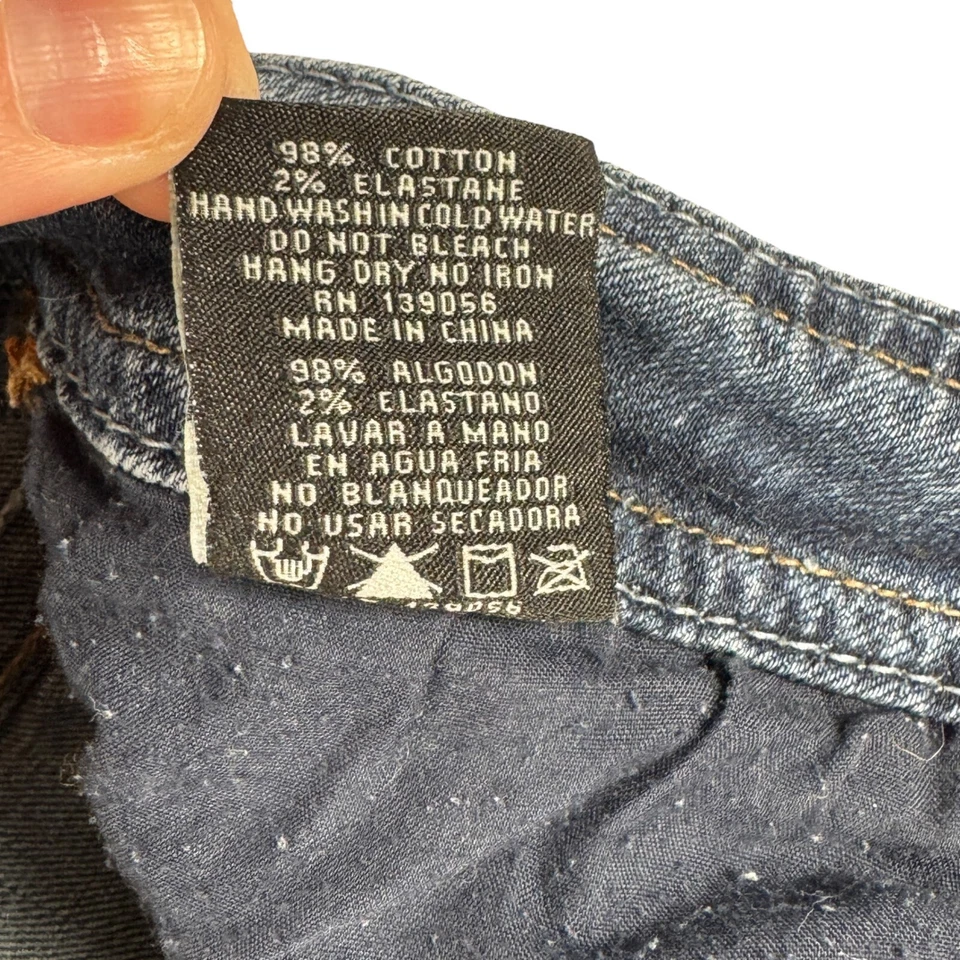 98% COTTON
2% ELASTANE
HAND WASH IN COLD WATER
DO NOT BLEACH
HANG DRY NO IRON
RN 139056
MADE IN CHINA
98% ALGODON
2% ELASTANO
LAVAR A MANO
EN AGUA FRIA
NO BLANQUEADOR
NO USAR SECADORA